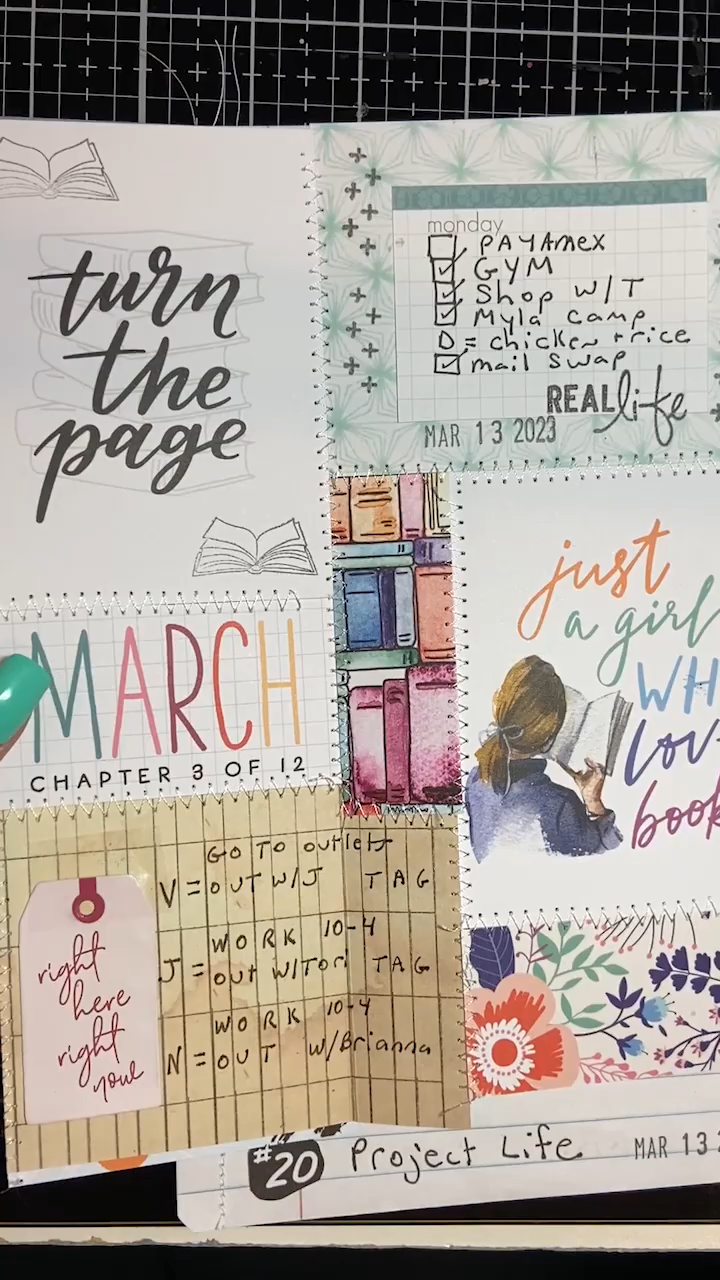 turn
the
page
monday
PAY Amex
GYM
Shop W/T
Myla camp
D = chicken + rice
mail swap
REAL life
MAR 13 2023
just
a girl
WH
lov
book
MARCH
CHAPTER 3 OF 12
right
here
right
now
GO TO outlet
V = OUT W/J TAG
WORK 10-4
J = out W/Tori TAG
WORK 10-4
N = OUT W/Brianna
#20 Project Life MAR 13 2